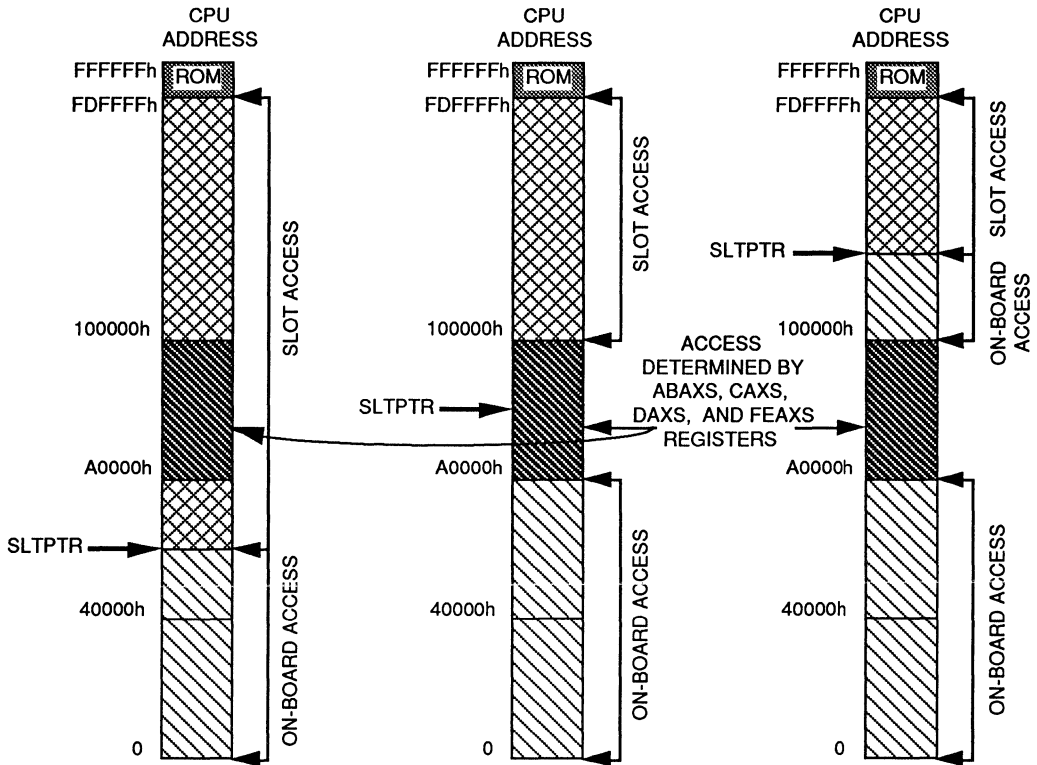 CPU
ADDRESS
FFFFFFh
ROM
FDFFFFh
SLOT ACCESS
100000h
A0000h
SLTPTR
40000h
ON-BOARD ACCESS
0
CPU
ADDRESS
FFFFFFh
ROM
FDFFFFh
SLOT ACCESS
100000h
SLTPTR
A0000h
40000h
ON-BOARD ACCESS
0
ACCESS
DETERMINED BY
ABAXS, CAXS,
DAXS, AND FEAXS
REGISTERS
CPU
ADDRESS
FFFFFFh
ROM
FDFFFFh
SLOT ACCESS
SLTPTR
ON-BOARD
ACCESS
100000h
A0000h
40000h
ON-BOARD ACCESS
0